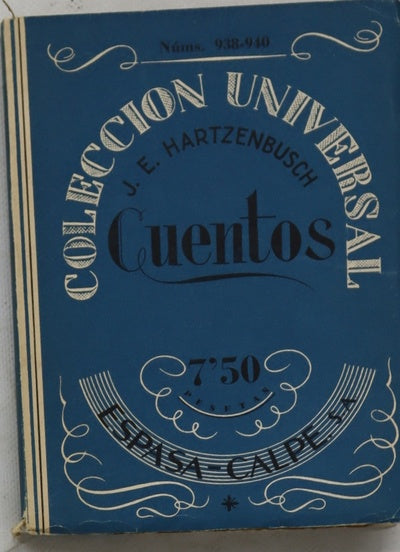 Núms. 938-940
COLECCION UNIVERSAL
J. E. HARTZENBUSCH
Cuentos
7'50
PESETAS
ESPASA-CALPE, S.A.